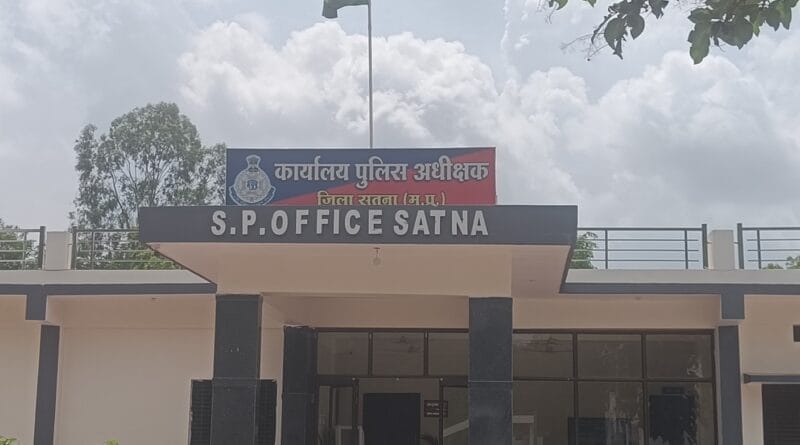 कार्यालय पुलिस अधीक्षक
जिला सतना (म.प्र.)
S.P.OFFICE SATNA